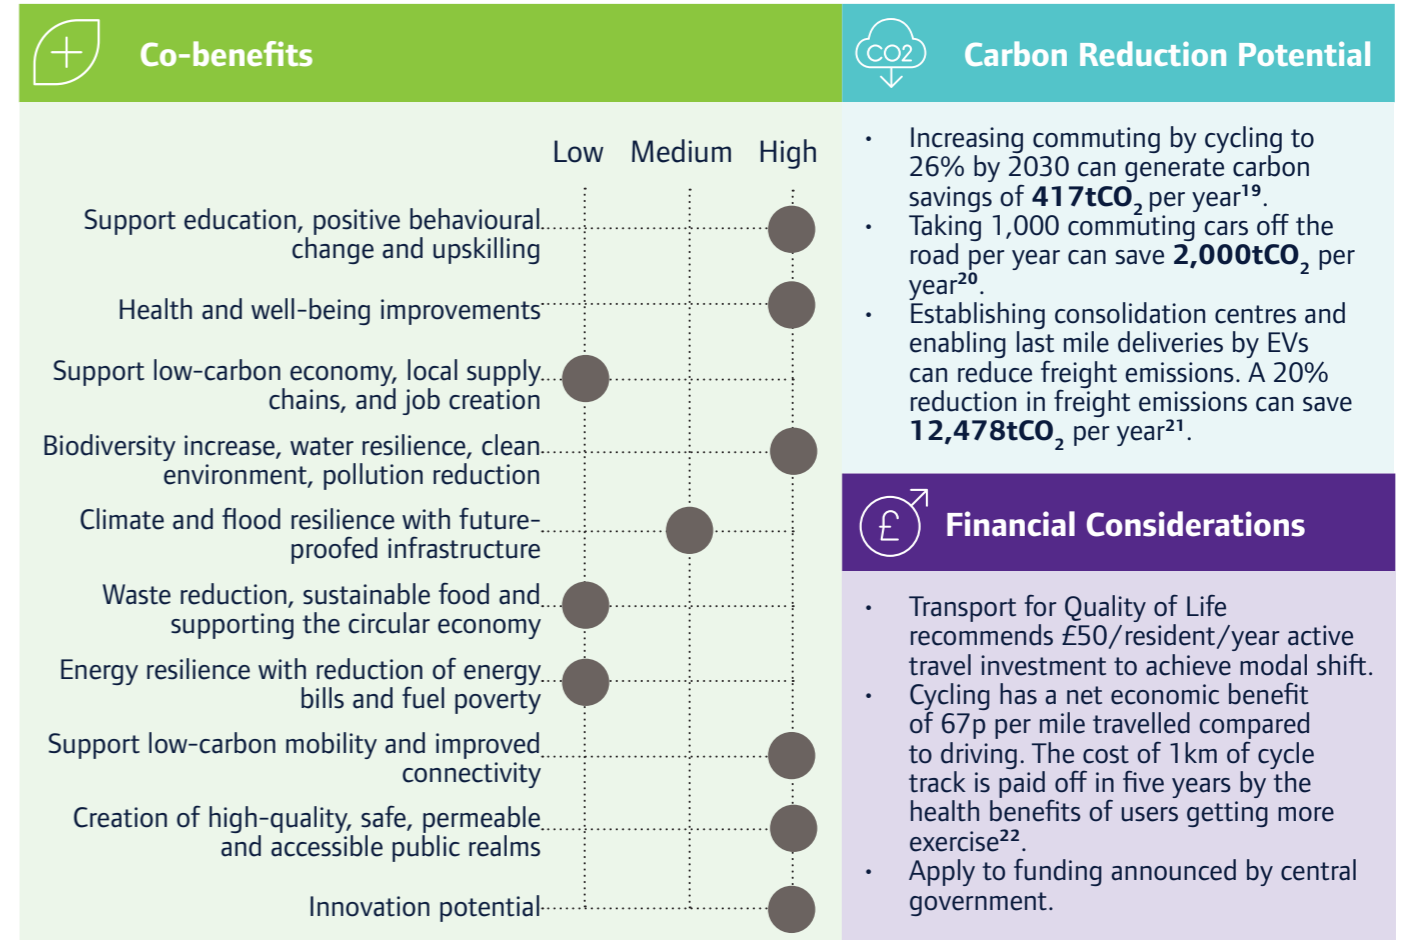 Co-benefits
Low Medium High
Support education, positive behavioural
change and upskilling
Health and well-being improvements
Support low-carbon economy, local supply
chains, and job creation
Biodiversity increase, water resilience, clean
environment, pollution reduction
Climate and flood resilience with future-
proofed infrastructure
Waste reduction, sustainable food and
supporting the circular economy
Energy resilience with reduction of energy
bills and fuel poverty
Support low-carbon mobility and improved
connectivity
Creation of high-quality, safe, permeable
and accessible public realms
Innovation potential
CO2
Carbon Reduction Potential
• Increasing commuting by cycling to
26% by 2030 can generate carbon
savings of 417tCO₂ per year¹⁹.
• Taking 1,000 commuting cars off the
road per year can save 2,000tCO₂ per
year²⁰.
• Establishing consolidation centres and
enabling last mile deliveries by EVs
can reduce freight emissions. A 20%
reduction in freight emissions can save
12,478tCO₂ per year²¹.
£
Financial Considerations
• Transport for Quality of Life
recommends £50/resident/year active
travel investment to achieve modal shift.
• Cycling has a net economic benefit
of 67p per mile travelled compared
to driving. The cost of 1km of cycle
track is paid off in five years by the
health benefits of users getting more
exercise²².
• Apply to funding announced by central
government.